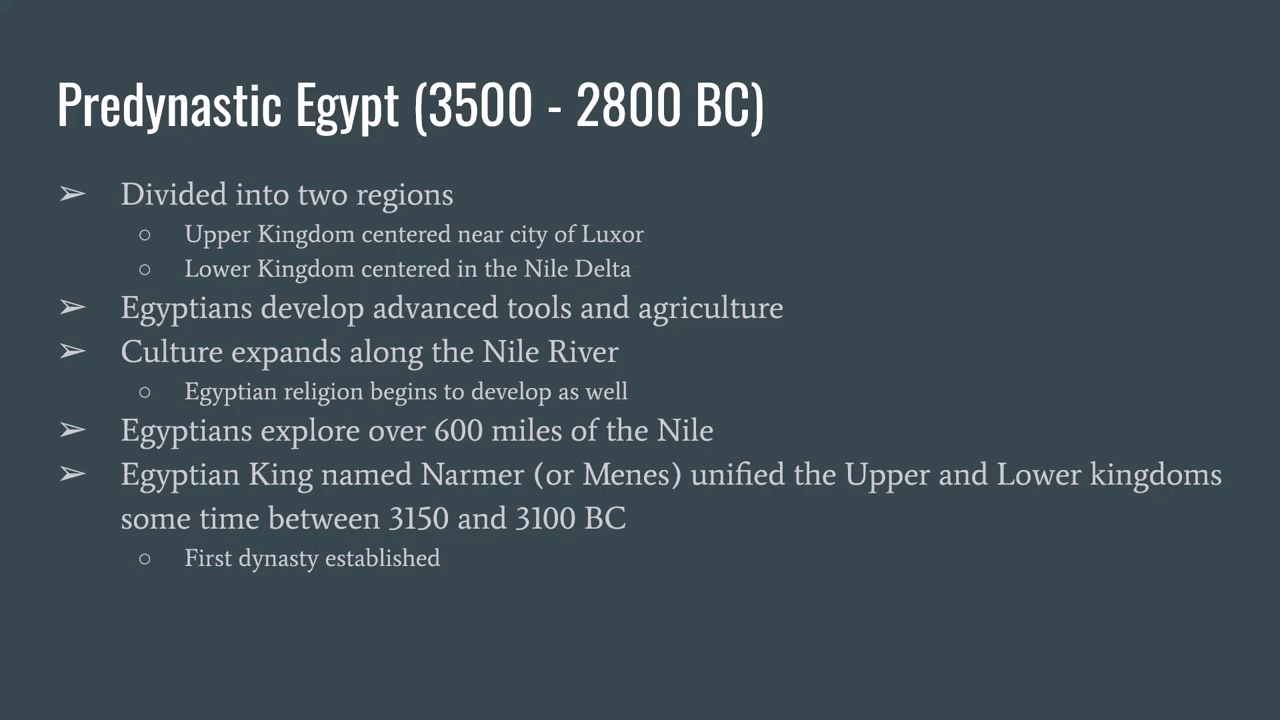 Predynastic Egypt (3500 - 2800 BC)
➢ Divided into two regions
○ Upper Kingdom centered near city of Luxor
○ Lower Kingdom centered in the Nile Delta
➢ Egyptians develop advanced tools and agriculture
➢ Culture expands along the Nile River
○ Egyptian religion begins to develop as well
➢ Egyptians explore over 600 miles of the Nile
➢ Egyptian King named Narmer (or Menes) unified the Upper and Lower kingdoms
some time between 3150 and 3100 BC
○ First dynasty established